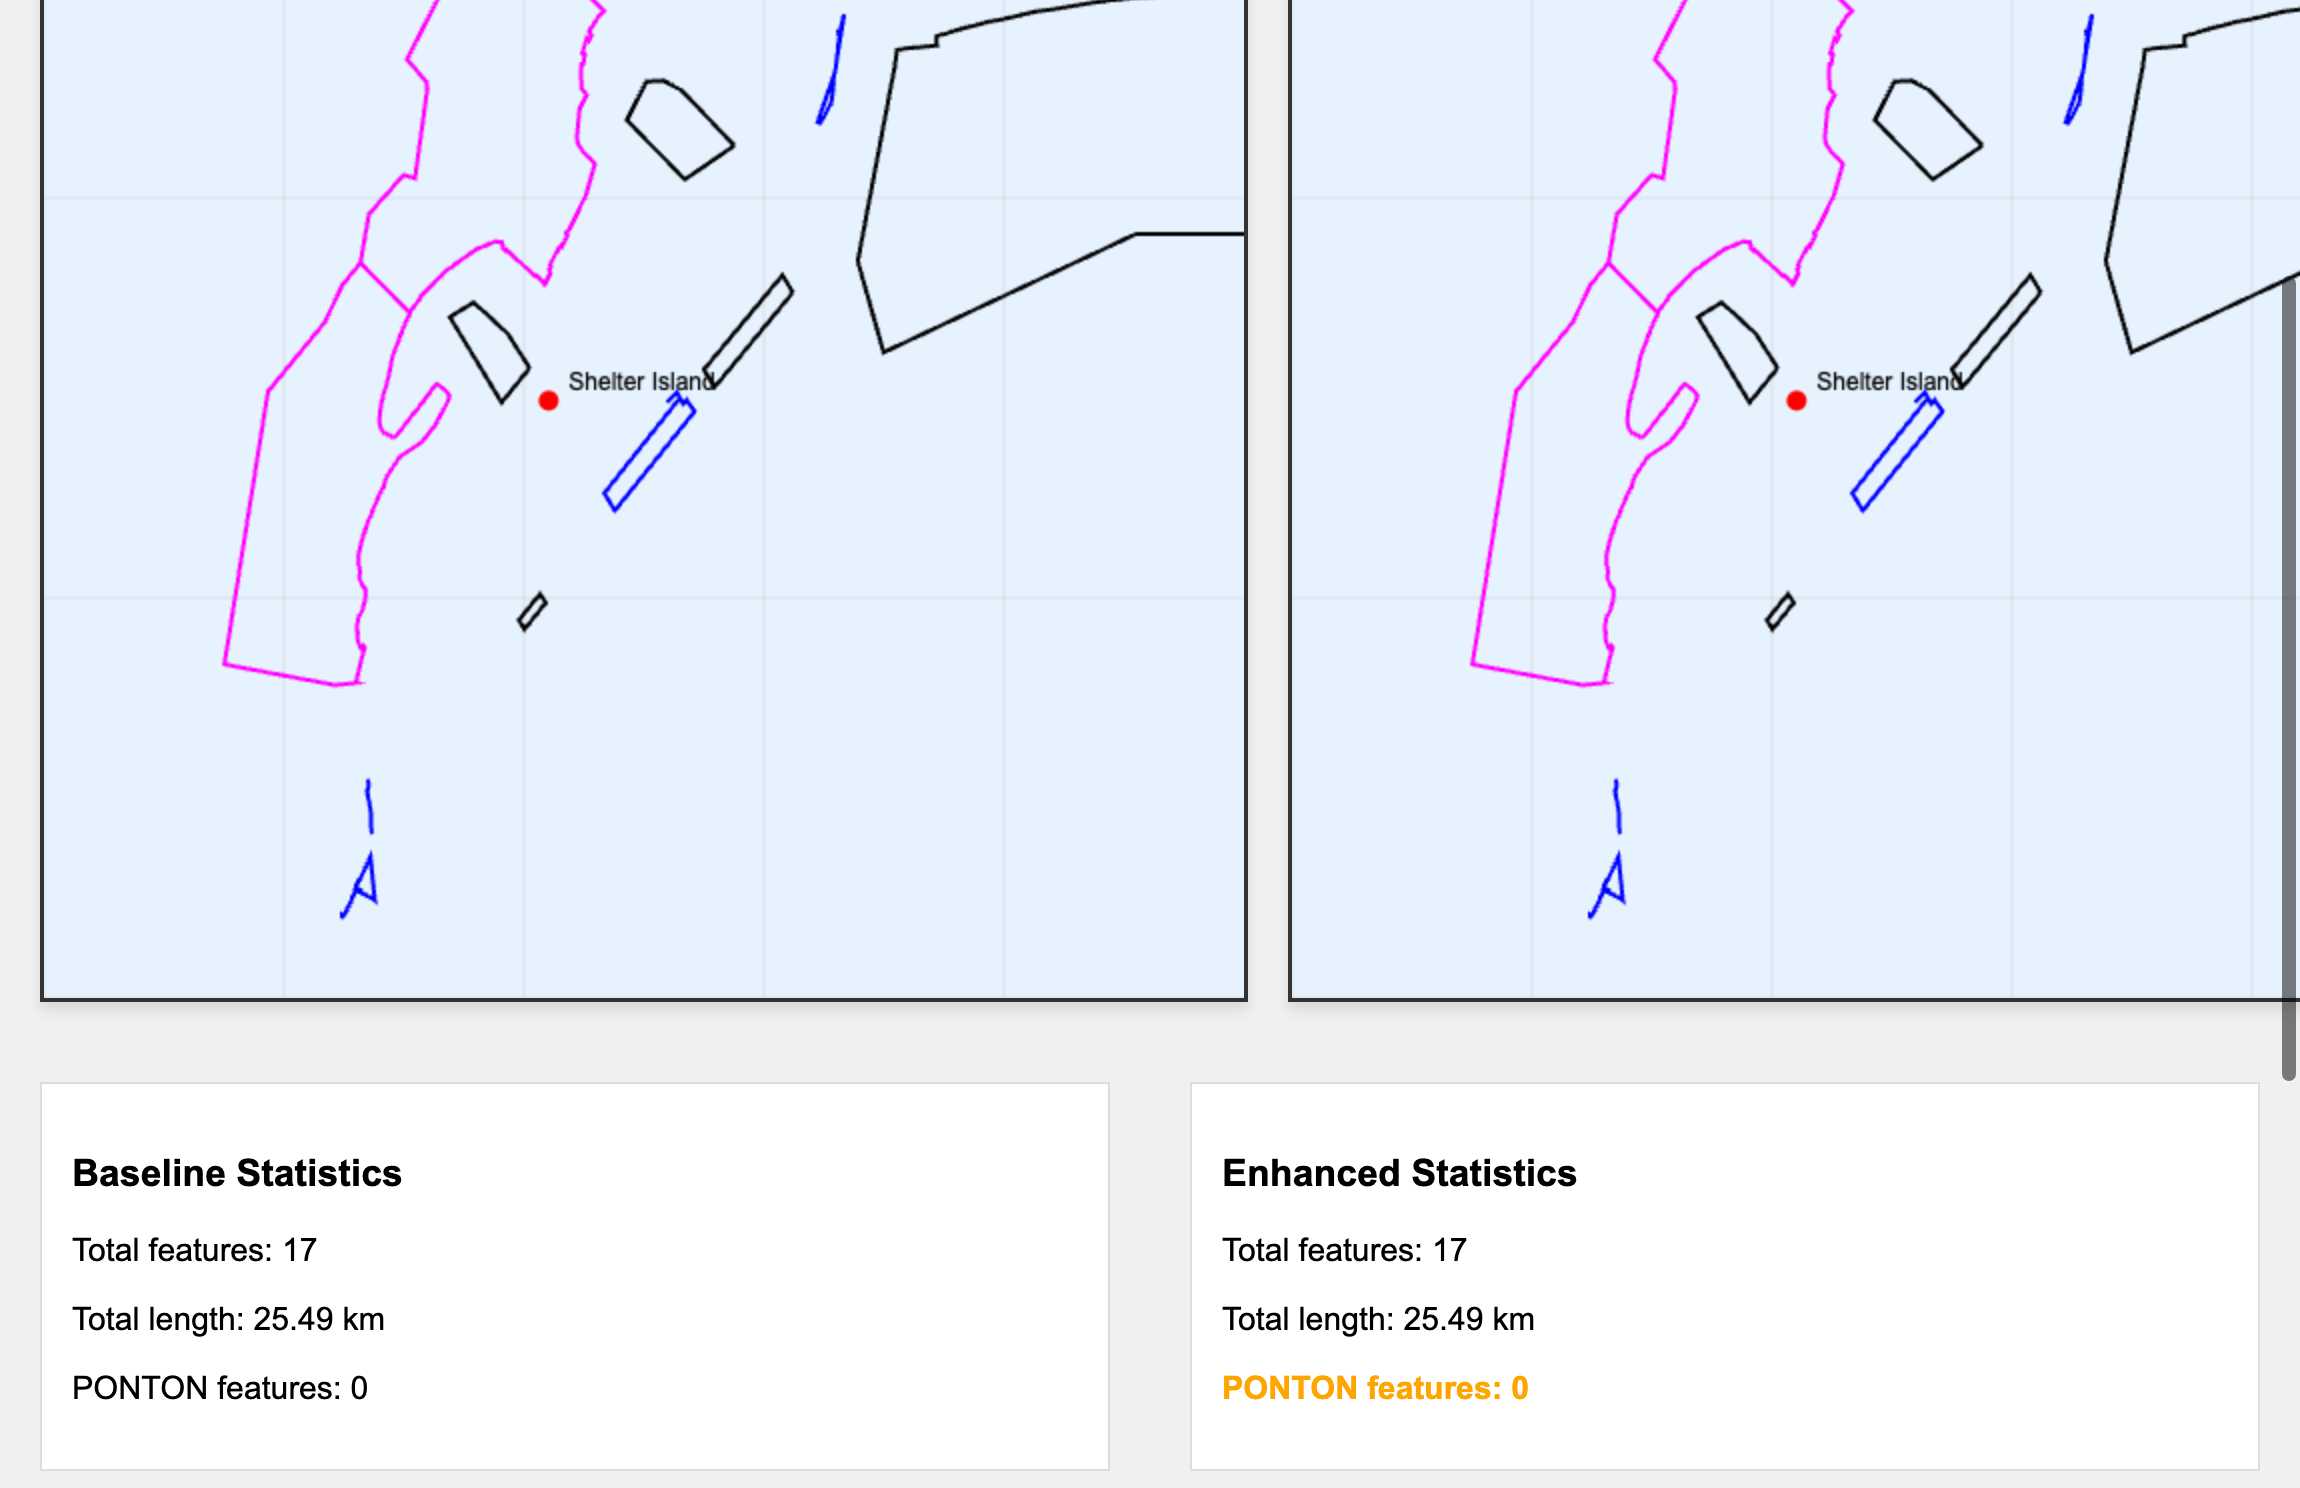 Shelter Island
Shelter Island
Baseline Statistics
Total features: 17
Total length: 25.49 km
PONTON features: 0
Enhanced Statistics
Total features: 17
Total length: 25.49 km
PONTON features: 0